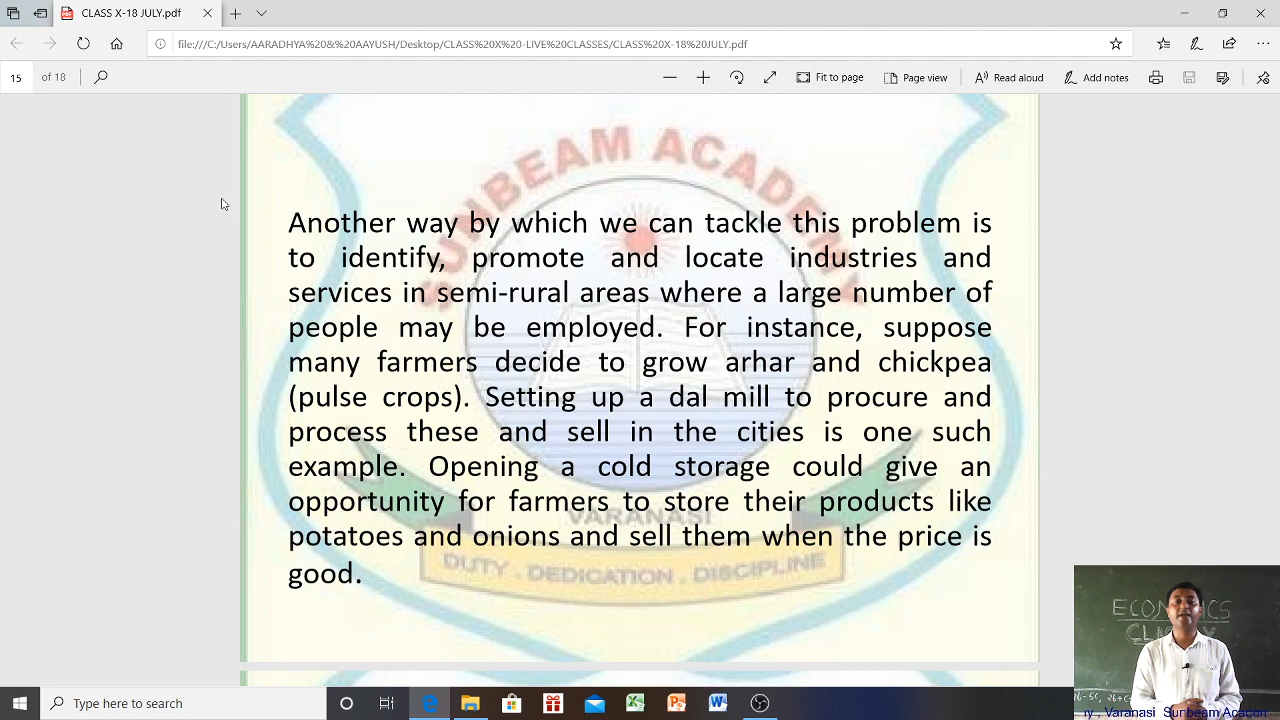 CLASS X-18 JULY.pdf
file:///C:/Users/AARADHYA%20&%20AAYUSH/Desktop/CLASS%20X%20-LIVE%20CLASSES/CLASS%20X-18%20JULY.pdf
15 of 18
Fit to page
Page view
Read aloud
Add notes
SUNBEAM ACADEMY
Another way by which we can tackle this problem is
to identify, promote and locate industries and
services in semi-rural areas where a large number of
people may be employed. For instance, suppose
many farmers decide to grow arhar and chickpea
(pulse crops). Setting up a dal mill to procure and
process these and sell in the cities is one such
example. Opening a cold storage could give an
opportunity for farmers to store their products like
potatoes and onions and sell them when the price is
good.
VARANASI
DUTY . DEDICATION . DISCIPLINE
ECONOMICS
Type here to search
Varanasi Sunbeam